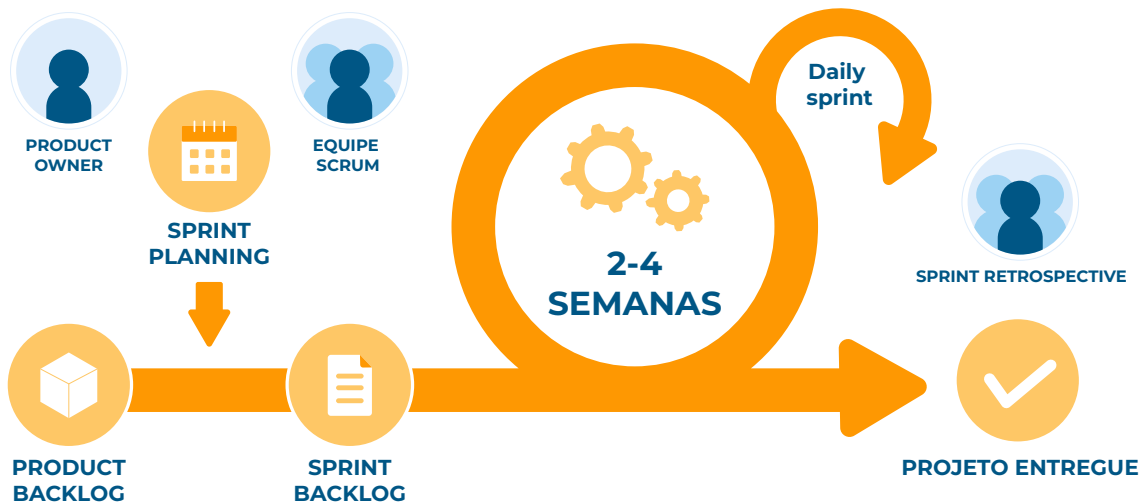 PRODUCT
OWNER
EQUIPE
SCRUM
Daily
sprint
SPRINT
PLANNING
2-4
SEMANAS
SPRINT RETROSPECTIVE
PRODUCT
BACKLOG
SPRINT
BACKLOG
PROJETO ENTREGUE